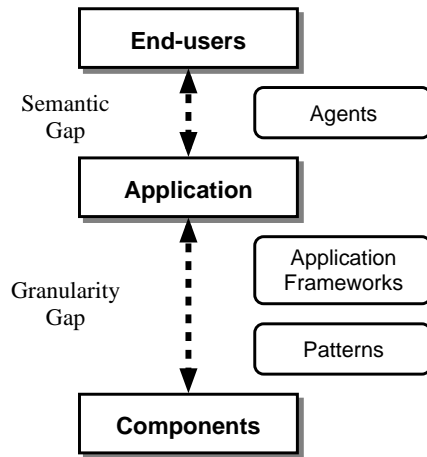 End-users
Semantic
Gap
Agents
Application
Application
Frameworks
Granularity
Gap
Patterns
Components